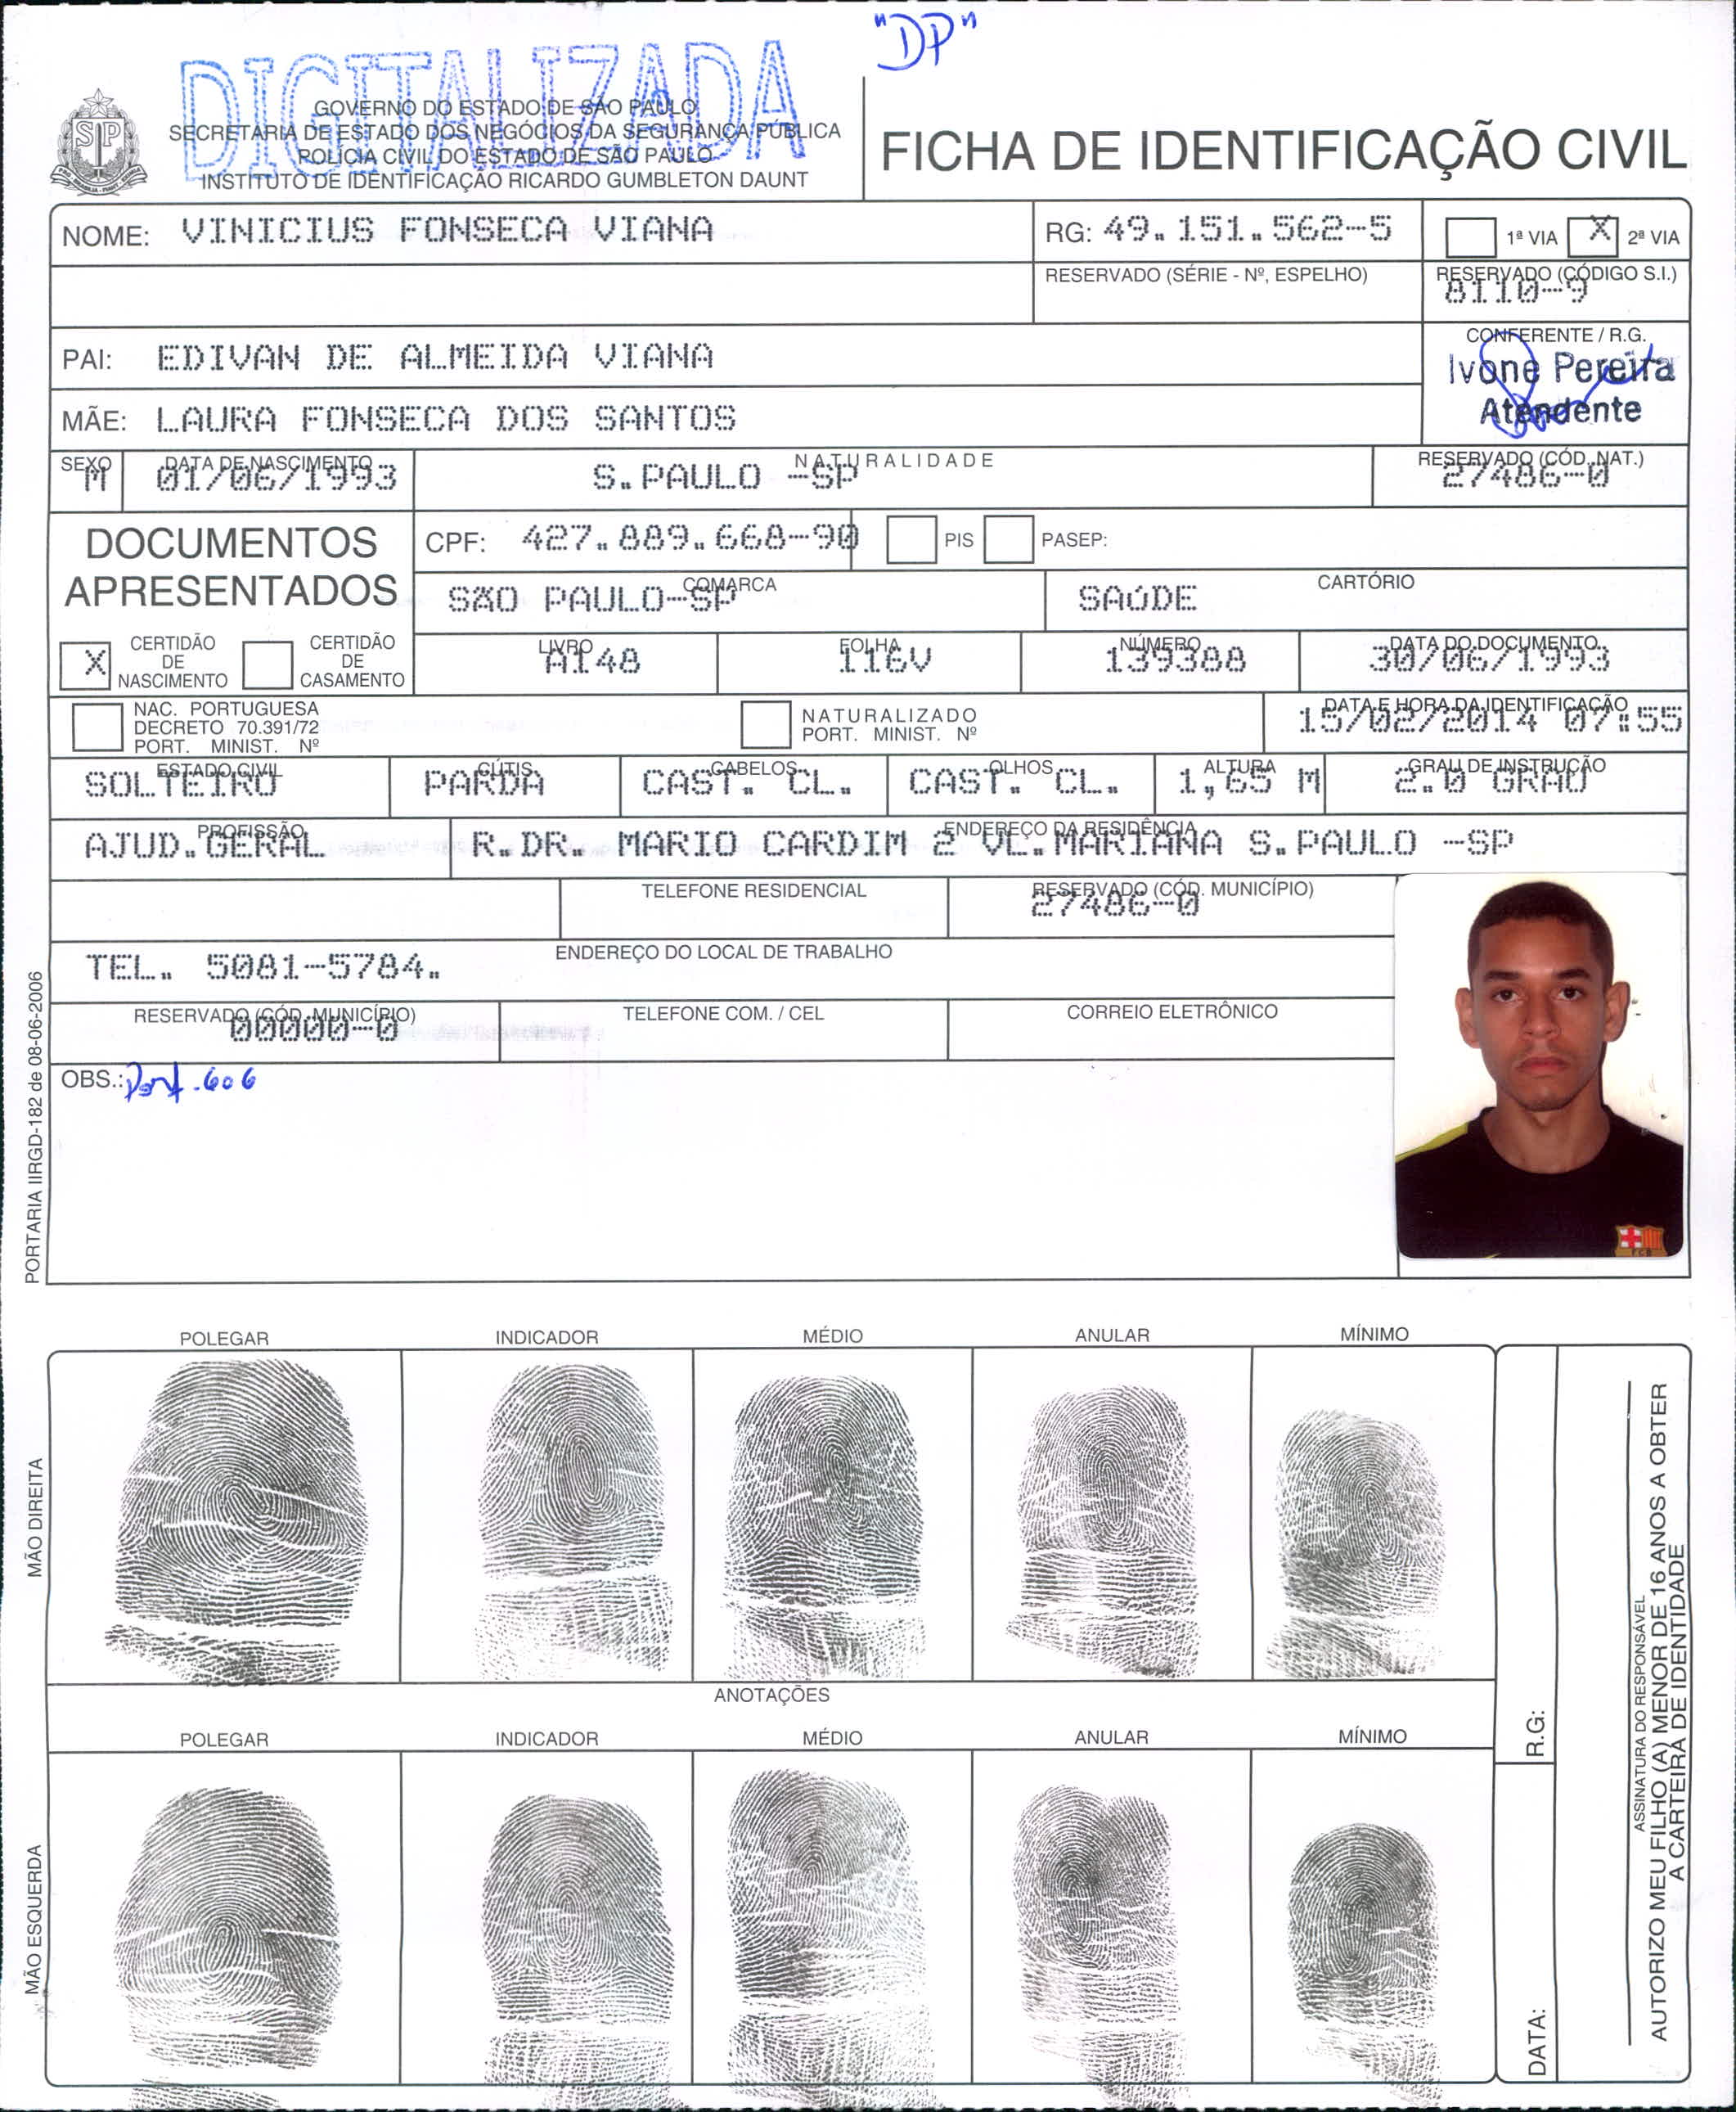 "DP"
DIGITALIZADA
GOVERNO DO ESTADO DE SÃO PAULO
SECRETARIA DE ESTADO DOS NEGÓCIOS DA SEGURANÇA PÚBLICA
POLÍCIA CIVIL DO ESTADO DE SÃO PAULO
INSTITUTO DE IDENTIFICAÇÃO RICARDO GUMBLETON DAUNT
SP
FICHA DE IDENTIFICAÇÃO CIVIL
NOME: VINICIUS FONSECA VIANA RG: 49.151.562-5 1ª VIA X 2ª VIA
RESERVADO (SÉRIE - Nº, ESPELHO) RESERVADO (CÓDIGO S.I.)
8110-9
PAI: EDIVAN DE ALMEIDA VIANA CONFERENTE / R.G.
Ivone Pereira
Atendente
MÃE: LAURA FONSECA DOS SANTOS
SEXO DATA DE NASCIMENTO NATURALIDADE RESERVADO (CÓD. NAT.)
M 01/06/1993 S.PAULO -SP 27486-0
DOCUMENTOS
APRESENTADOS
CPF: 427.889.668-90 PIS PASEP:
COMARCA CARTÓRIO
SÃO PAULO-SP SAúDE
X CERTIDÃO DE NASCIMENTO CERTIDÃO DE CASAMENTO
LIVRO FOLHA NÚMERO DATA DO DOCUMENTO
A148 116V 139388 30/06/1993
NAC. PORTUGUESA
DECRETO 70.391/72
PORT. MINIST. Nº
NATURALIZADO
PORT. MINIST. Nº
DATA E HORA DA IDENTIFICAÇÃO
15/02/2014 07:55
ESTADO CIVIL CÚTIS CABELOS OLHOS ALTURA GRAU DE INSTRUÇÃO
SOLTEIRO PARDA CAST. CL. CAST. CL. 1,65 M 2.0 GRAU
PROFISSÃO ENDEREÇO DA RESIDÊNCIA
AJUD.GERAL R.DR. MARIO CARDIM 2 VL.MARIANA S.PAULO -SP
TELEFONE RESIDENCIAL RESERVADO (CÓD. MUNICÍPIO)
27486-0
ENDEREÇO DO LOCAL DE TRABALHO
TEL. 5081-5784.
RESERVADO (CÓD. MUNICÍPIO) TELEFONE COM. / CEL CORREIO ELETRÔNICO
00000-0
OBS.: .606
FCB
PORTARIA IIRGD-182 de 08-06-2006
POLEGAR INDICADOR MÉDIO ANULAR MÍNIMO
MÃO DIREITA
ANOTAÇÕES
POLEGAR INDICADOR MÉDIO ANULAR MÍNIMO
MÃO ESQUERDA
R.G:
DATA:
ASSINATURA DO RESPONSÁVEL
AUTORIZO MEU FILHO (A) MENOR DE 16 ANOS A OBTER
A CARTEIRA DE IDENTIDADE